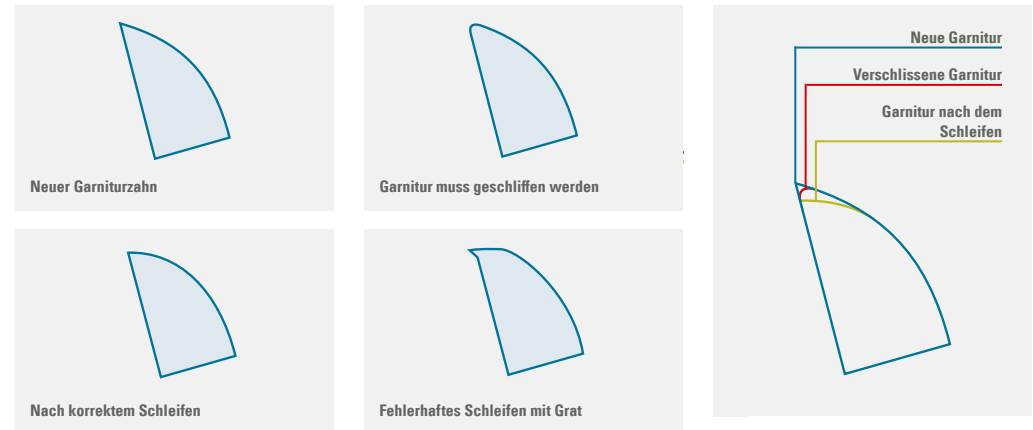 Neuer Garniturzahn
Garnitur muss geschliffen werden
Nach korrektem Schleifen
Fehlerhaftes Schleifen mit Grat
Neue Garnitur
Verschlissene Garnitur
Garnitur nach dem
Schleifen